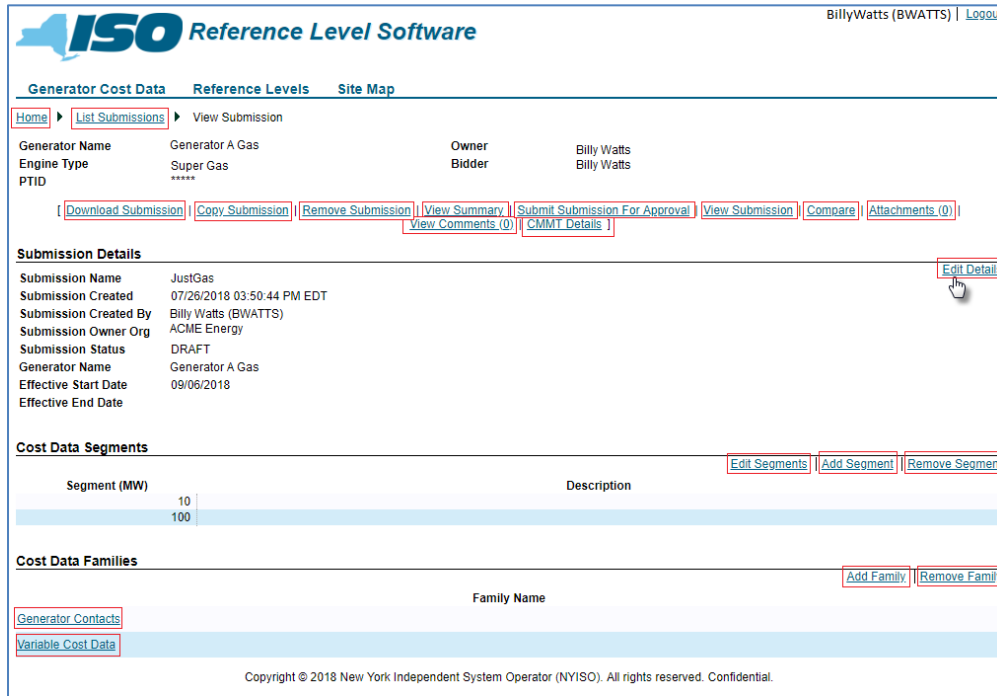 BillyWatts (BWATTS) | Logou
ISO Reference Level Software
Generator Cost Data Reference Levels Site Map
Home List Submissions View Submission
Generator Name Generator A Gas Owner Billy Watts
Engine Type Super Gas Bidder Billy Watts
PTID *****
[ Download Submission | Copy Submission | Remove Submission | View Summary | Submit Submission For Approval | View Submission | Compare | Attachments (0) |
View Comments (0) | CMMT Details ]
Submission Details
Edit Detail
Submission Name JustGas
Submission Created 07/26/2018 03:50:44 PM EDT
Submission Created By Billy Watts (BWATTS)
Submission Owner Org ACME Energy
Submission Status DRAFT
Generator Name Generator A Gas
Effective Start Date 09/06/2018
Effective End Date
Cost Data Segments
Edit Segments | Add Segment | Remove Segmen
Segment (MW) Description
10
100
Cost Data Families
Add Family | Remove Famil
Family Name
Generator Contacts
Variable Cost Data
Copyright © 2018 New York Independent System Operator (NYISO). All rights reserved. Confidential.